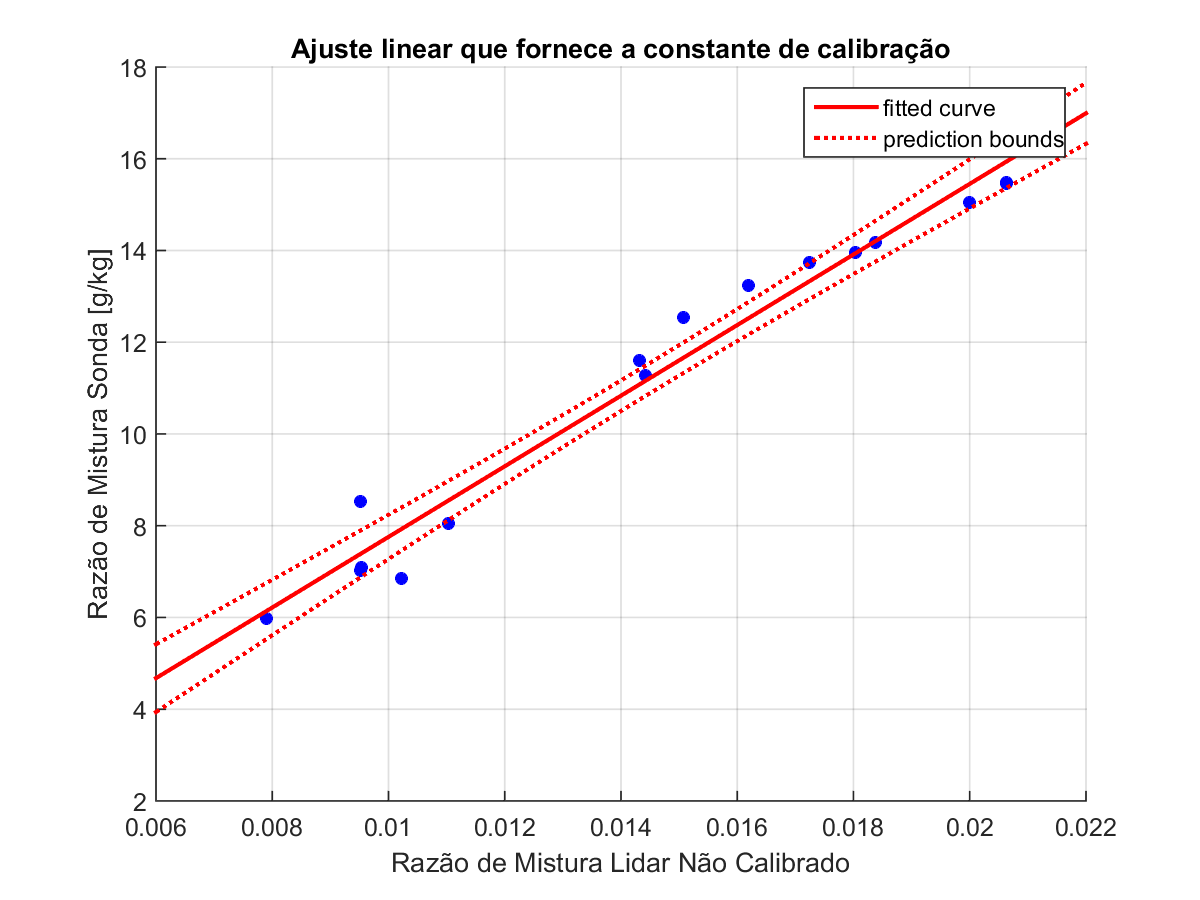 Ajuste linear que fornece a constante de calibração
18
16
14
12
10
8
6
4
2
Razão de Mistura Sonda [g/kg]
fitted curve
prediction bounds
0.006 0.008 0.01 0.012 0.014 0.016 0.018 0.02 0.022
Razão de Mistura Lidar Não Calibrado